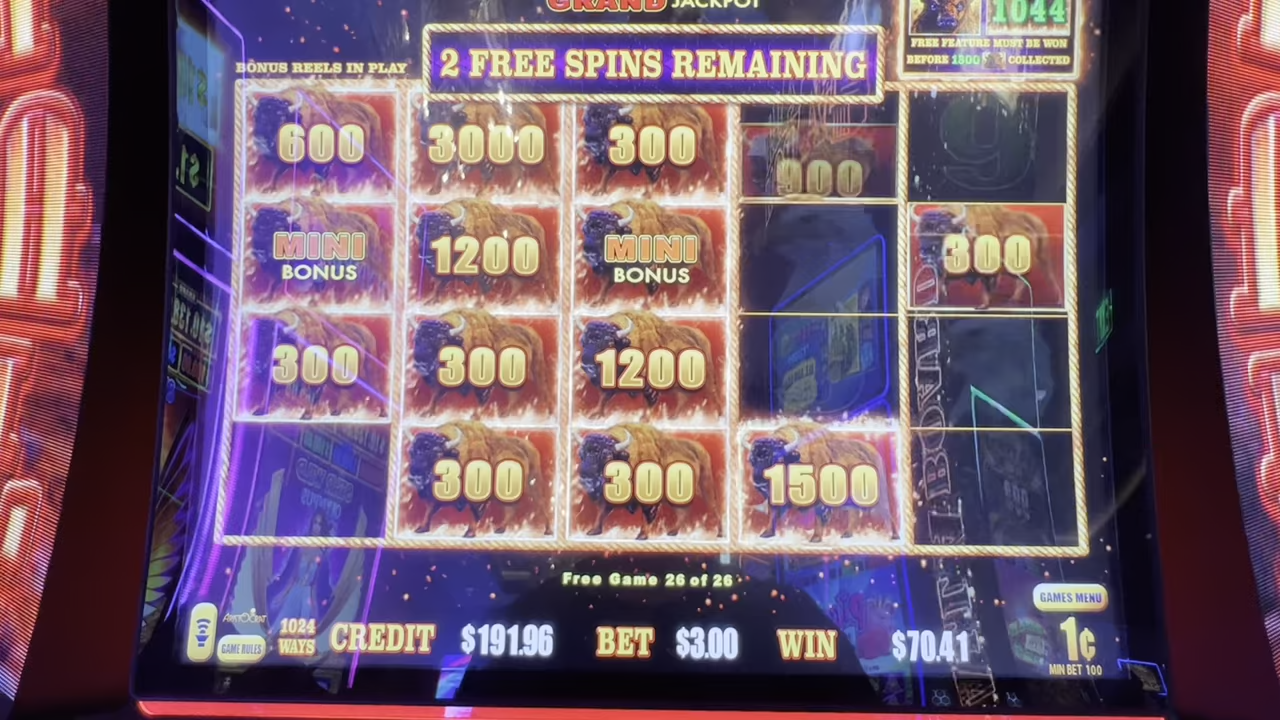 GRAND JACKPOT
1044
FREE FEATURE MUST BE WON
BEFORE 1800 COLLECTED
BONUS REELS IN PLAY
2 FREE SPINS REMAINING
600 3000 300 900
MINI BONUS 1200 MINI BONUS 300
300 300 1200
300 300 1500
Free Game 26 of 26
GAMES MENU
ARISTOCRAT
GAME RULES
1024 WAYS
CREDIT $191.96 BET $3.00 WIN $70.41
1¢
MIN BET 100